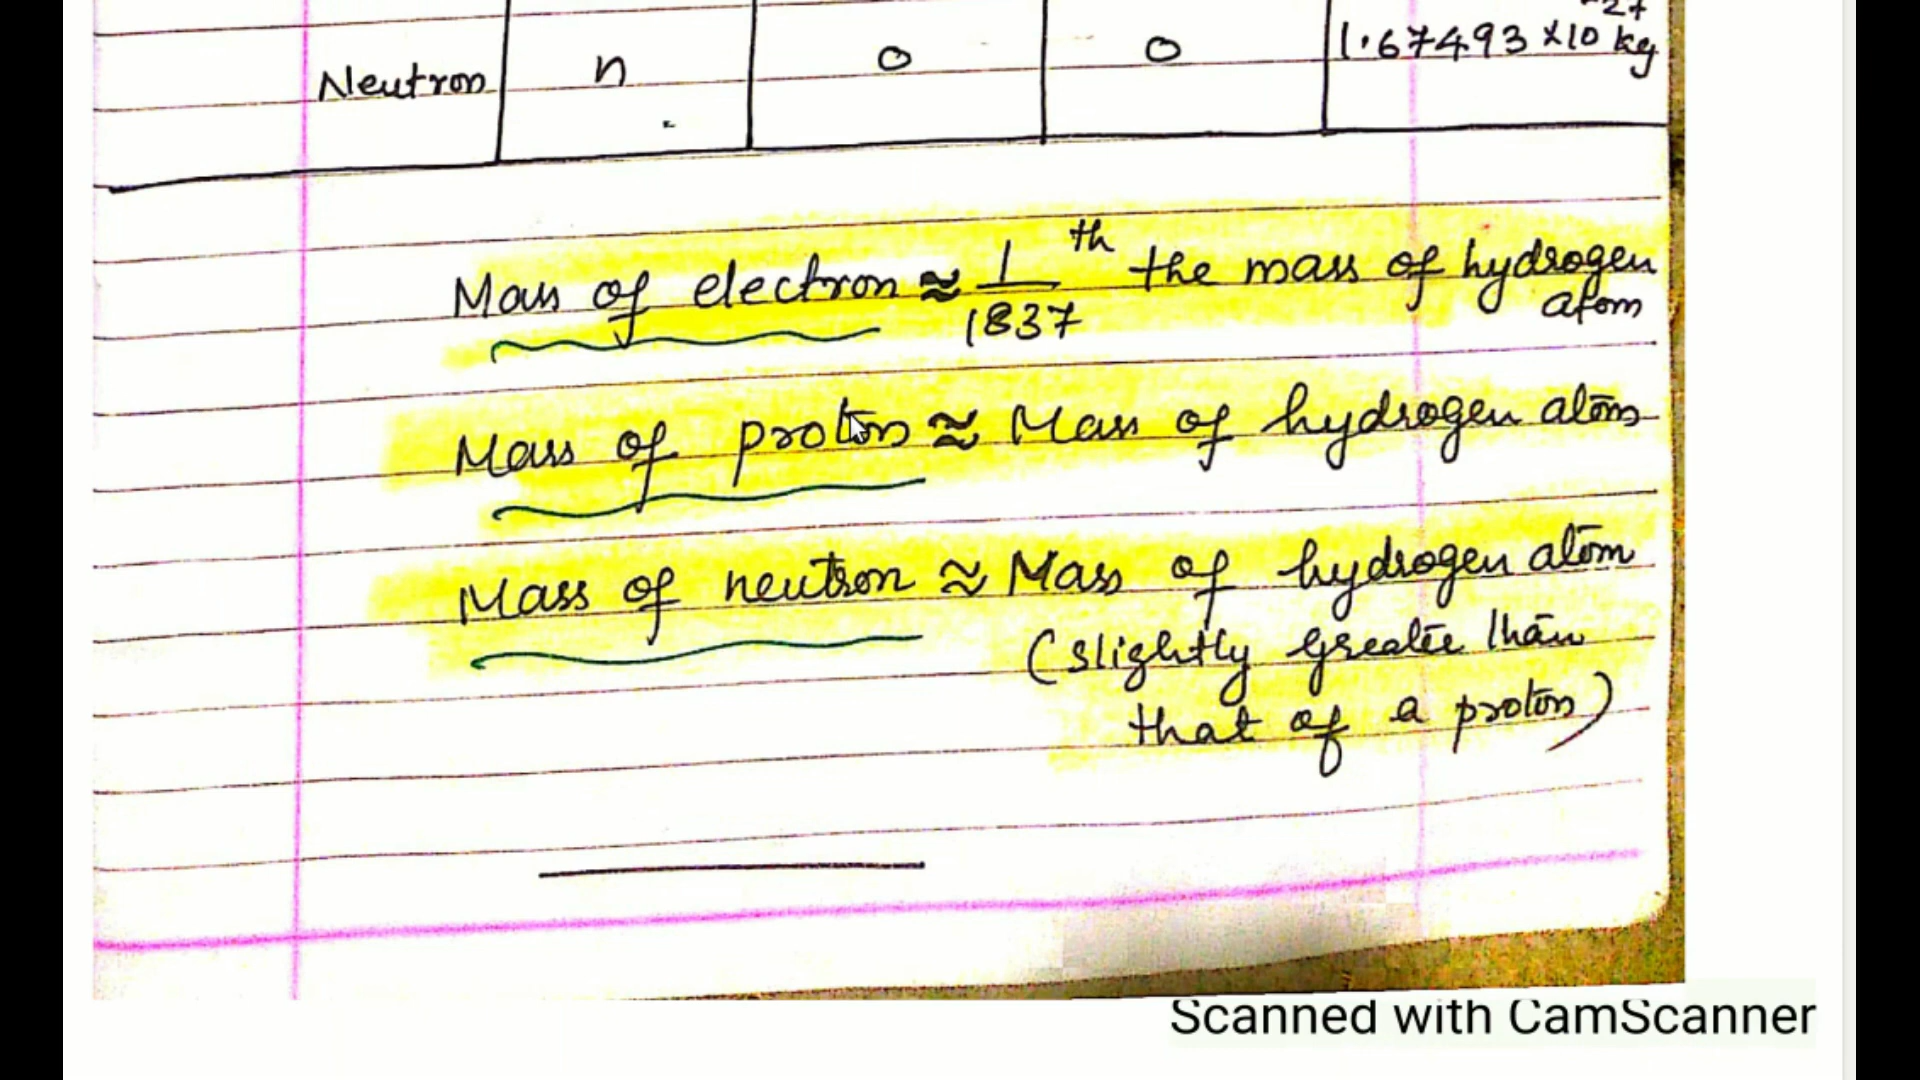 Neutron n 0 0 1.67493 × 10⁻²⁷ kg
Mass of electron ≈ 1/1837 th the mass of hydrogen
atom
Mass of proton ≈ Mass of hydrogen atom
Mass of neutron ≈ Mass of hydrogen atom
(slightly greater than
that of a proton)
Scanned with CamScanner